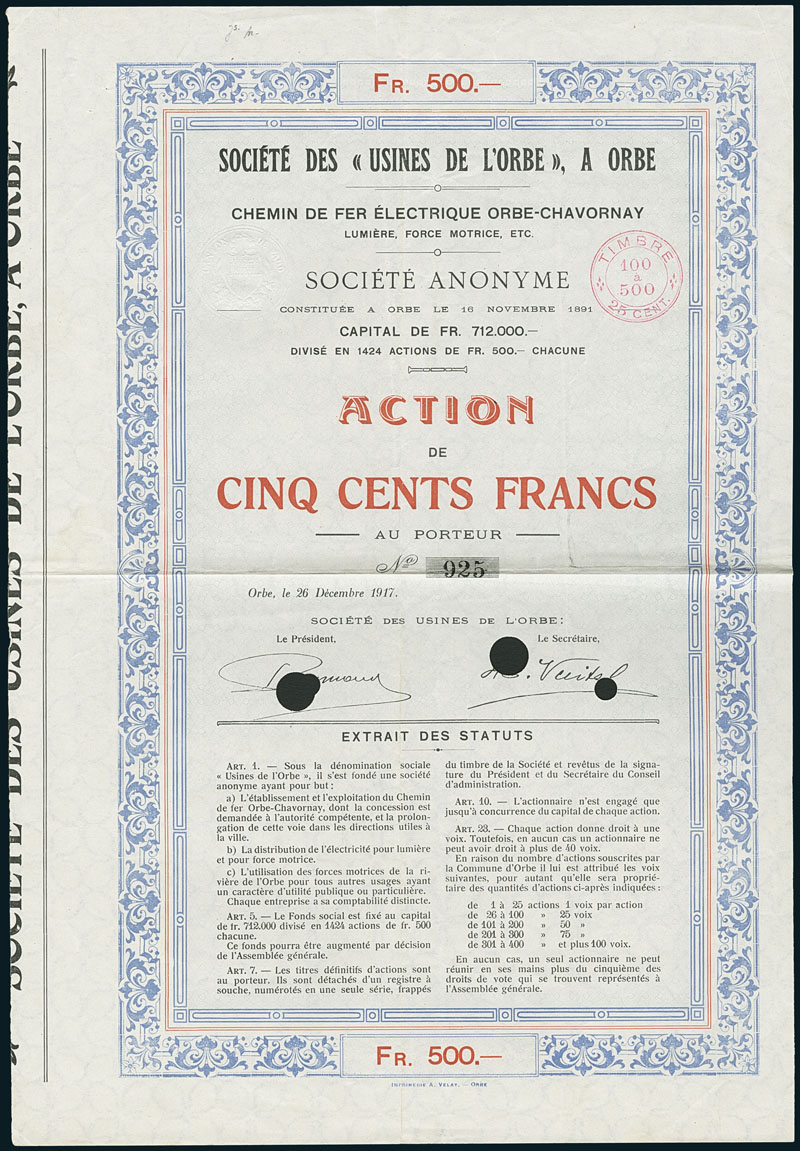 Fr. 500.—
SOCIÉTÉ DES « USINES DE L'ORBE », A ORBE
CHEMIN DE FER ÉLECTRIQUE ORBE-CHAVORNAY
LUMIÈRE, FORCE MOTRICE, ETC.
TIMBRE
100
à
500
25 CENT.
SOCIÉTÉ ANONYME
CONSTITUÉE A ORBE LE 16 NOVEMBRE 1891
CAPITAL DE FR. 712.000.—
DIVISÉ EN 1424 ACTIONS DE FR. 500.— CHACUNE
ACTION
DE
CINQ CENTS FRANCS
AU PORTEUR
No 925
Orbe, le 26 Décembre 1917.
SOCIÉTÉ DES USINES DE L'ORBE:
Le Président,
Le Secrétaire,
EXTRAIT DES STATUTS
Art. 1. — Sous la dénomination sociale
« Usines de l'Orbe », il s'est fondé une société
anonyme ayant pour but :
a) L'établissement et l'exploitation du Chemin
de fer Orbe-Chavornay, dont la concession est
demandée à l'autorité compétente, et la prolon-
gation de cette voie dans les directions utiles à
la ville.
b) La distribution de l'électricité pour lumière
et pour force motrice.
c) L'utilisation des forces motrices de la ri-
vière de l'Orbe pour tous autres usages ayant
un caractère d'utilité publique ou particulière.
Chaque entreprise a sa comptabilité distincte.
Art. 5. — Le Fonds social est fixé au capital
de fr. 712.000 divisé en 1424 actions de fr. 500
chacune.
Ce fonds pourra être augmenté par décision
de l'Assemblée générale.
Art. 7. — Les titres définitifs d'actions sont
au porteur. Ils sont détachés d'un registre à
souche, numérotés en une seule série, frappés
du timbre de la Société et revêtus de la signa-
ture du Président et du Secrétaire du Conseil
d'administration.
Art. 10. — L'actionnaire n'est engagé que
jusqu'à concurrence du capital de chaque action.
Art. 23. — Chaque action donne droit à une
voix. Toutefois, en aucun cas un actionnaire ne
peut avoir droit à plus de 40 voix.
En raison du nombre d'actions souscrites par
la Commune d'Orbe il lui est attribué les voix
suivantes, pour autant qu'elle sera proprié-
taire des quantités d'actions ci-après indiquées :
de 1 à 25 actions 1 voix par action
de 26 à 100 » 25 voix
de 101 à 200 » 50 »
de 201 à 300 » 75 »
de 301 à 400 » et plus 100 voix.
En aucun cas, un seul actionnaire ne peut
réunir en ses mains plus du cinquième des
droits de vote qui se trouvent représentés à
l'Assemblée générale.
Fr. 500.—
IMPRIMERIE A. VELAY. — ORBE
SOCIÉTÉ DES USINES DE L'ORBE, A ORBE